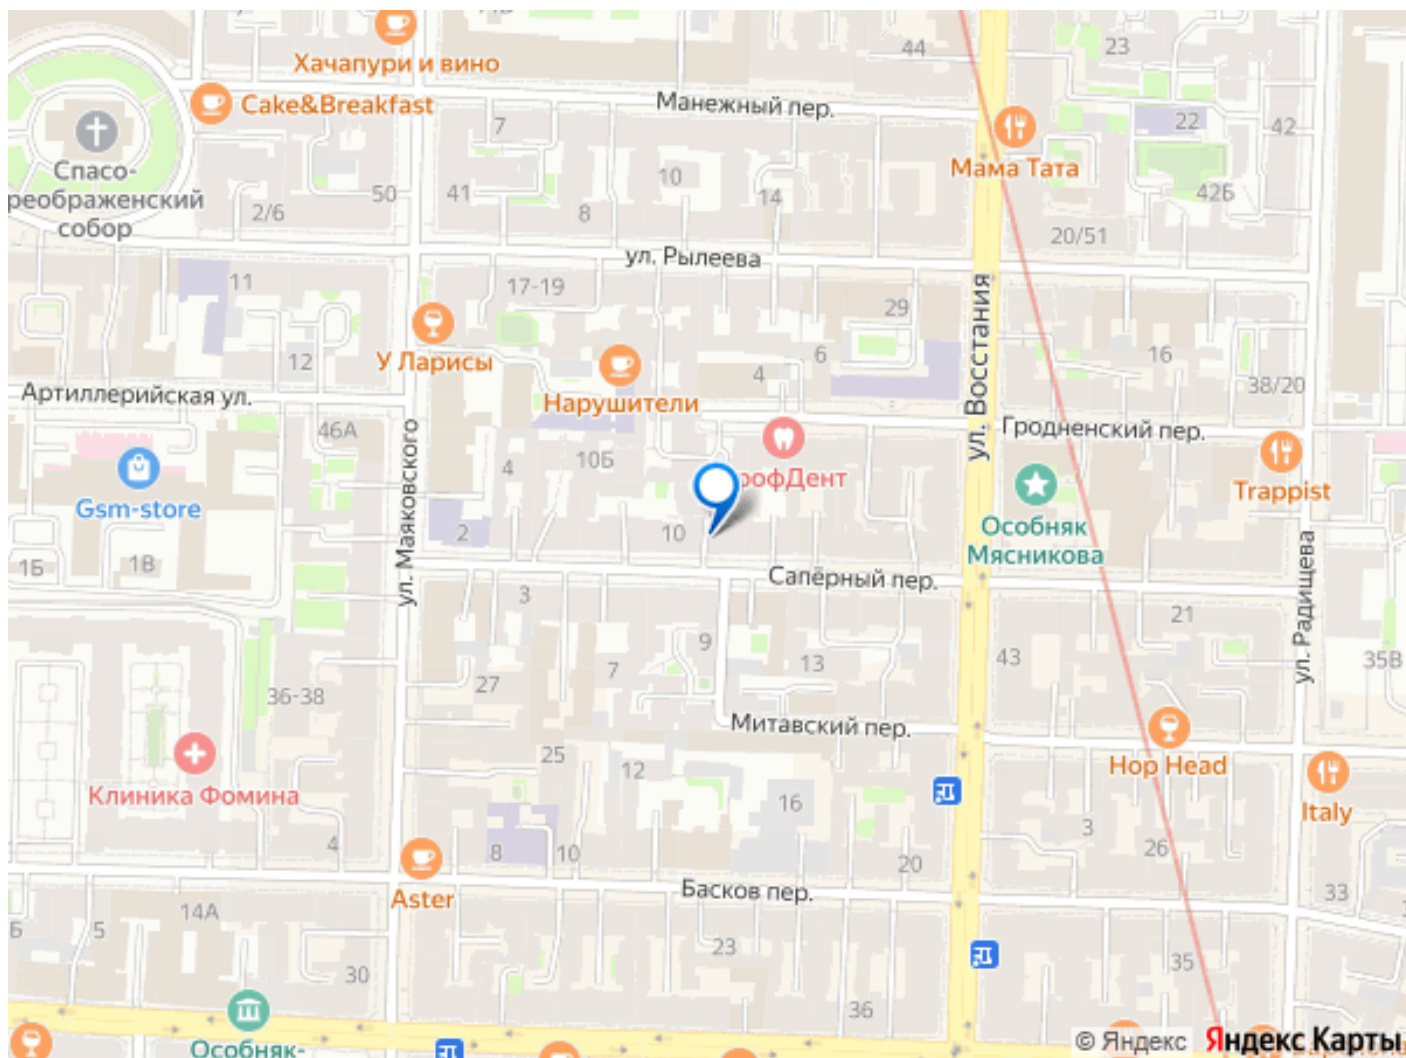 44
23
Хачапури и вино
Cake&Breakfast
Манежный пер.
7
22
42
Мама Тата
Спасо-
реображенский
собор
50
41
10
14
42Б
2/6
8
20/51
ул. Рылеева
11
17-19
29
ул. Восстания
У Ларисы
12
6
16
4
38/20
Артиллерийская ул.
Нарушители
46А
Гродненский пер.
ул. Маяковского
4
10Б
рофДент
Gsm-store
Trappist
Особняк
Мясникова
2
10
1Б
1В
Сапёрный пер.
ул. Радищева
3
21
9
43
35В
7
13
27
36-38
Митавский пер.
25
12
Hop Head
Клиника Фомина
16
Italy
3
4
8
10
20
26
Aster
Басков пер.
33
14А
Б
5
23
30
35
36
Особняк-
© Яндекс
Яндекс Карты